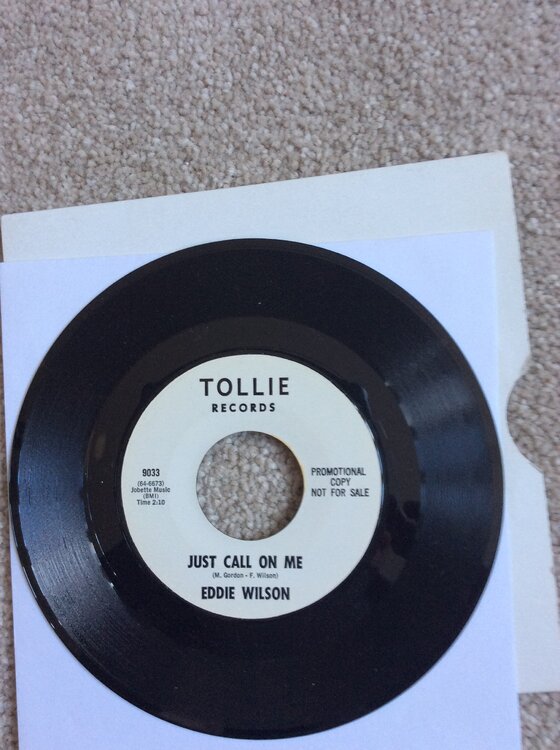 TOLLIE
RECORDS
9033
(64-6673)
Jobette Music
(BMI)
Time 2:10
PROMOTIONAL
COPY
NOT FOR SALE
JUST CALL ON ME
(M. Gordon - F. Wilson)
EDDIE WILSON